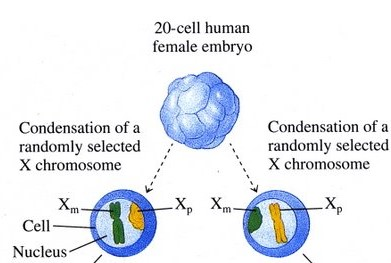 20-cell human
female embryo
Condensation of a
randomly selected
X chromosome
Condensation of a
randomly selected
X chromosome
Xm
Xp
Xm
Xp
Cell
Nucleus